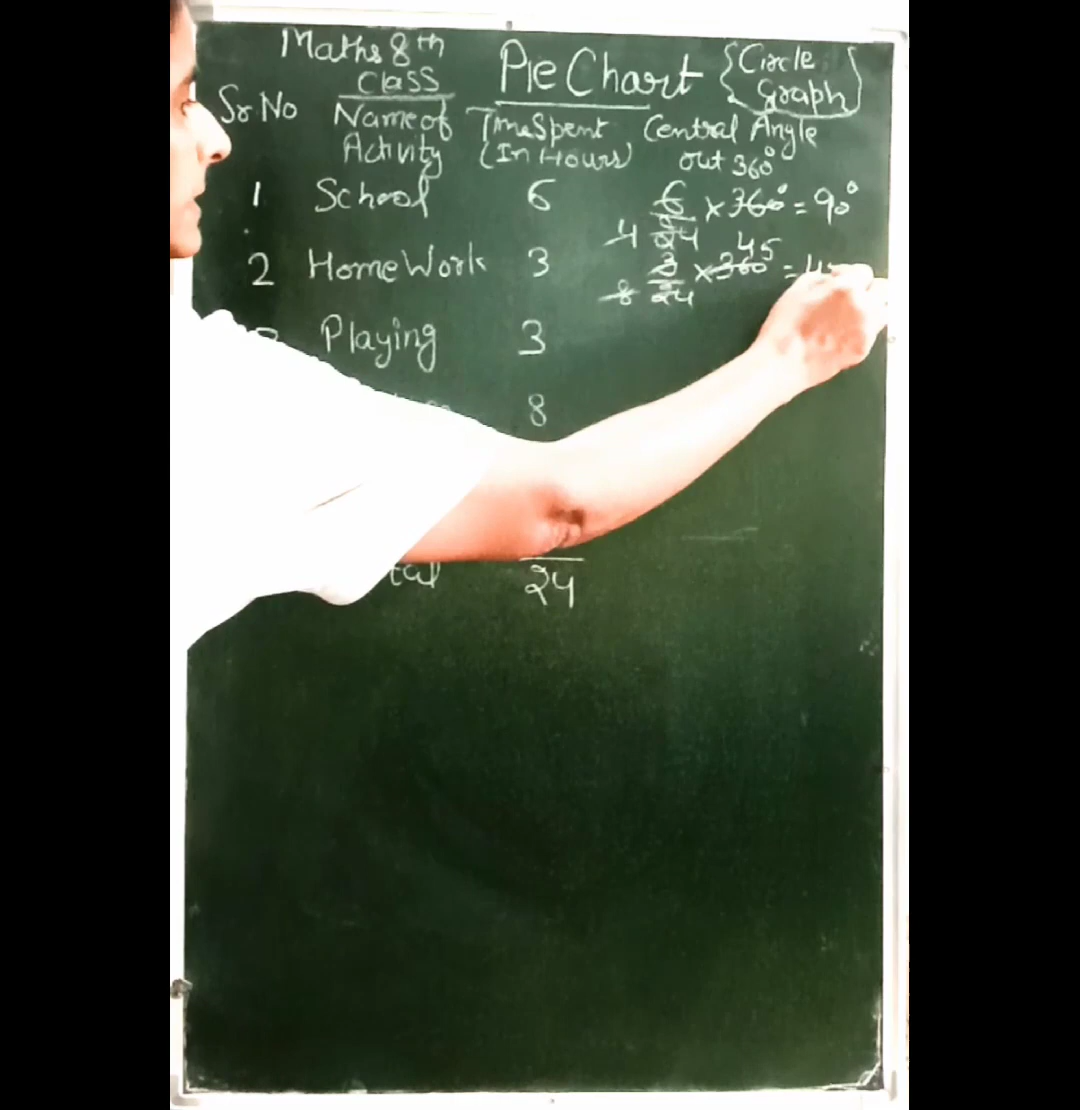 Maths 8th
Class
Pie Chart
{Circle Graph}
Sr.No Name of Activity Time Spent (In Hours) Central Angle out 360°
1 School 6 6/24 × 360° = 90°
4
2 HomeWork 3 3/24 × 360° =
45
8
Playing 3
8
24